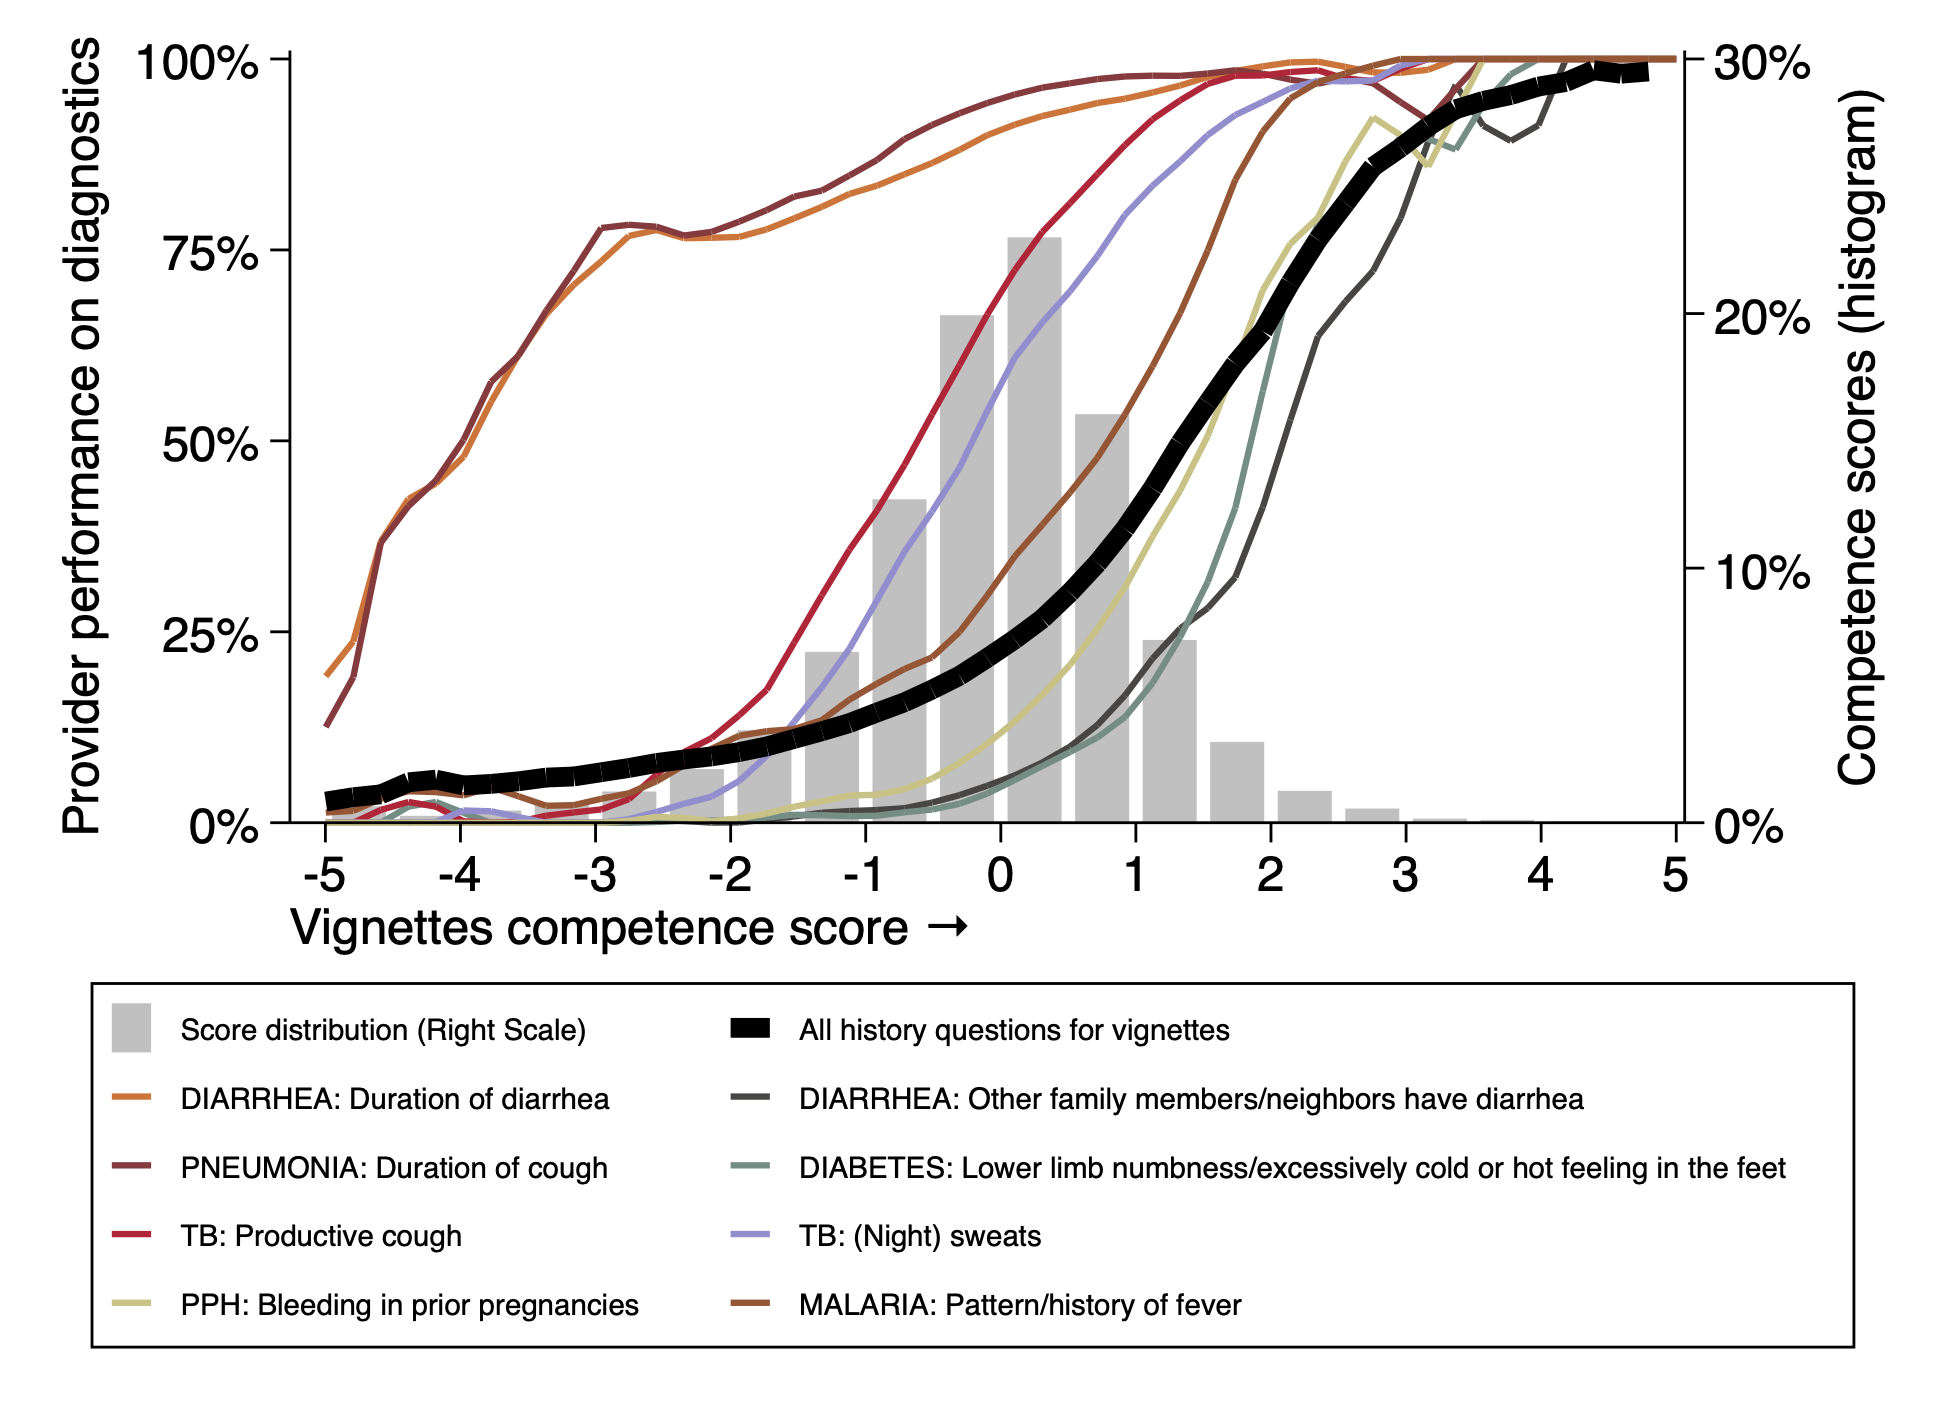 Provider performance on diagnostics
100%
75%
50%
25%
0%
30%
20%
10%
0%
Competence scores (histogram)
-5 -4 -3 -2 -1 0 1 2 3 4 5
Vignettes competence score →
Score distribution (Right Scale)
All history questions for vignettes
DIARRHEA: Duration of diarrhea
DIARRHEA: Other family members/neighbors have diarrhea
PNEUMONIA: Duration of cough
DIABETES: Lower limb numbness/excessively cold or hot feeling in the feet
TB: Productive cough
TB: (Night) sweats
PPH: Bleeding in prior pregnancies
MALARIA: Pattern/history of fever